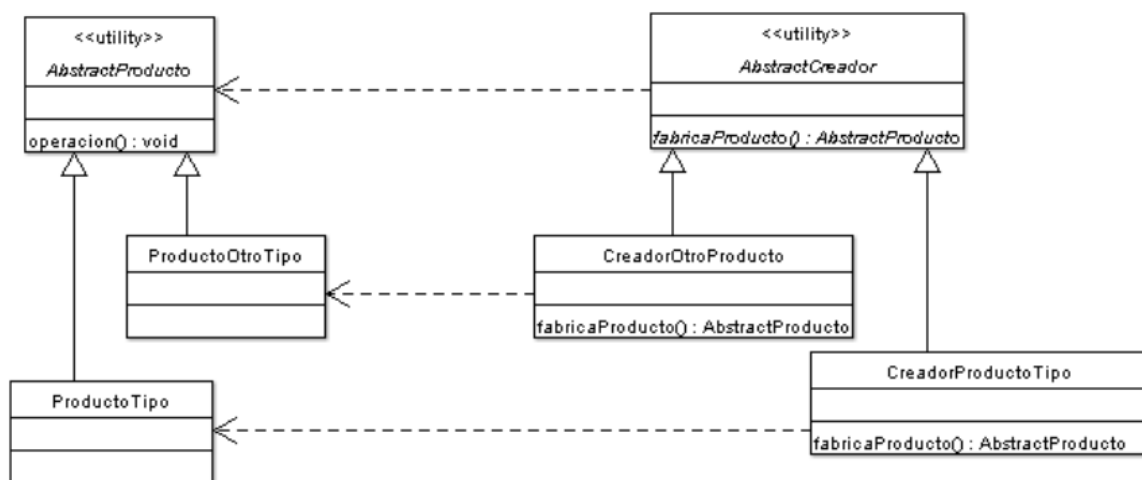 <<utility>>
AbstractProducto
operacion() : void
<<utility>>
AbstractCreador
fabricaProducto() : AbstractProducto
ProductoOtroTipo
CreadorOtroProducto
fabricaProducto() : AbstractProducto
ProductoTipo
CreadorProductoTipo
fabricaProducto() : AbstractProducto